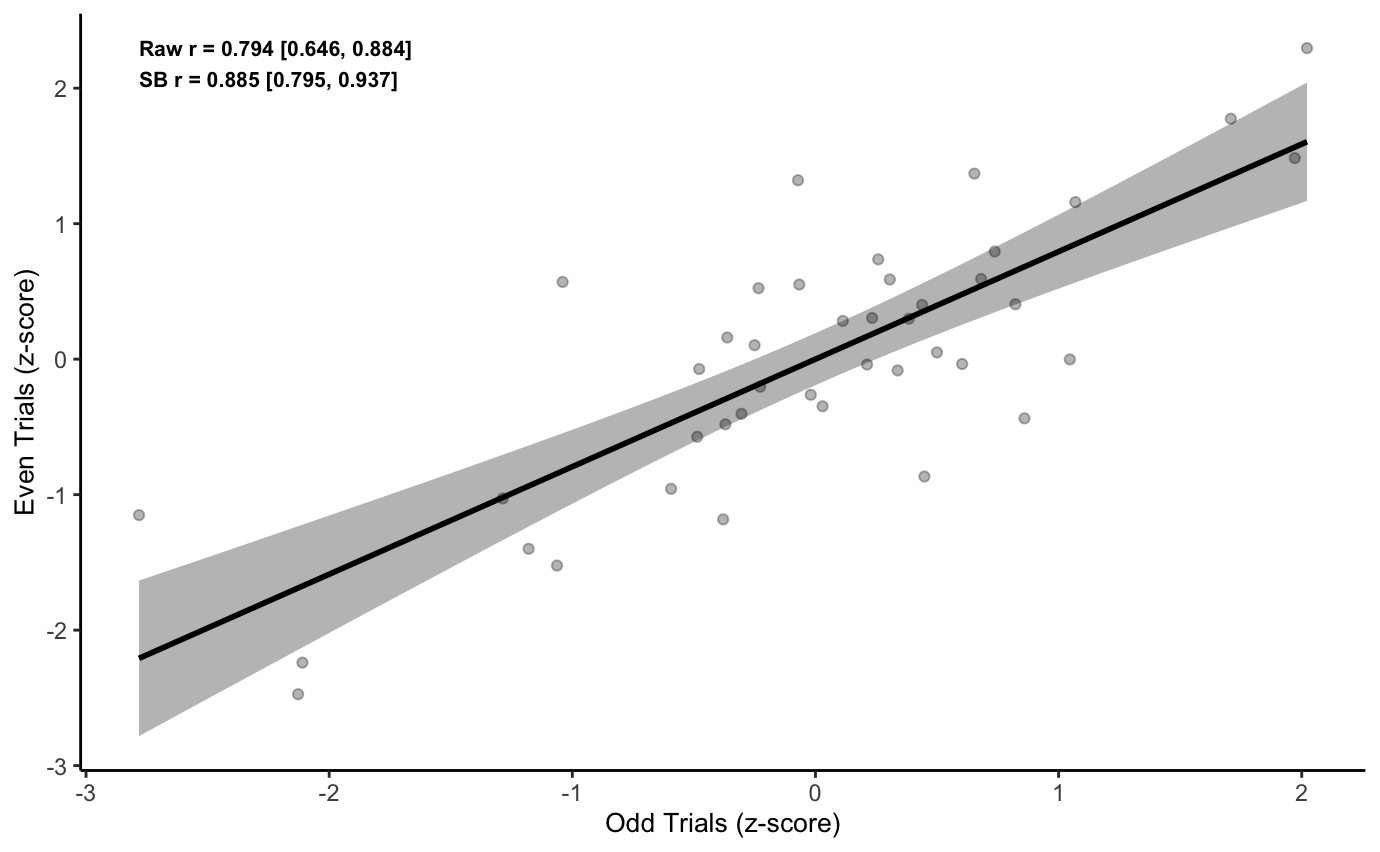 Raw r = 0.794 [0.646, 0.884]
SB r = 0.885 [0.795, 0.937]
2
1
0
-1
-2
-3
Even Trials (z-score)
-3 -2 -1 0 1 2
Odd Trials (z-score)